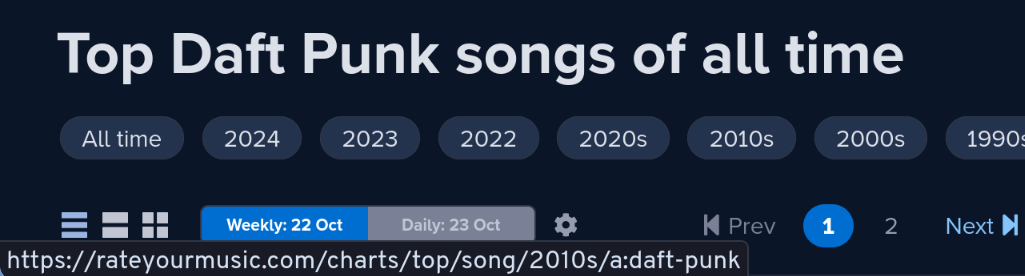 Top Daft Punk songs of all time
All time 2024 2023 2022 2020s 2010s 2000s 1990s
Weekly: 22 Oct Daily: 23 Oct Prev 1 2 Next
https://rateyourmusic.com/charts/top/song/2010s/a:daft-punk